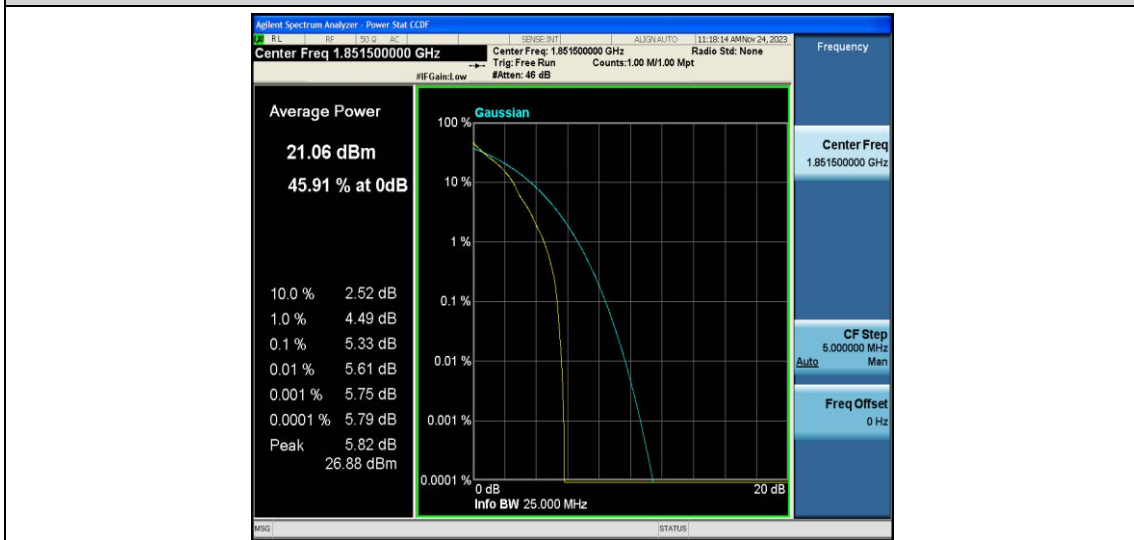 Agilent Spectrum Analyzer - Power Stat CCDF
RL RF 50 Ω AC SENSE:INT ALIGN AUTO 11:18:14 AM Nov 24, 2023
Center Freq 1.851500000 GHz
Center Freq: 1.851500000 GHz Radio Std: None
Trig: Free Run Counts:1.00 M/1.00 Mpt
#IFGain:Low #Atten: 46 dB
Frequency
Average Power
21.06 dBm
45.91 % at 0dB
10.0 % 2.52 dB
1.0 % 4.49 dB
0.1 % 5.33 dB
0.01 % 5.61 dB
0.001 % 5.75 dB
0.0001 % 5.79 dB
Peak 5.82 dB
26.88 dBm
Gaussian
100 %
10 %
1 %
0.1 %
0.01 %
0.001 %
0.0001 %
0 dB 20 dB
Info BW 25.000 MHz
Center Freq
1.851500000 GHz
CF Step
5.000000 MHz
Auto Man
Freq Offset
0 Hz
MSG STATUS